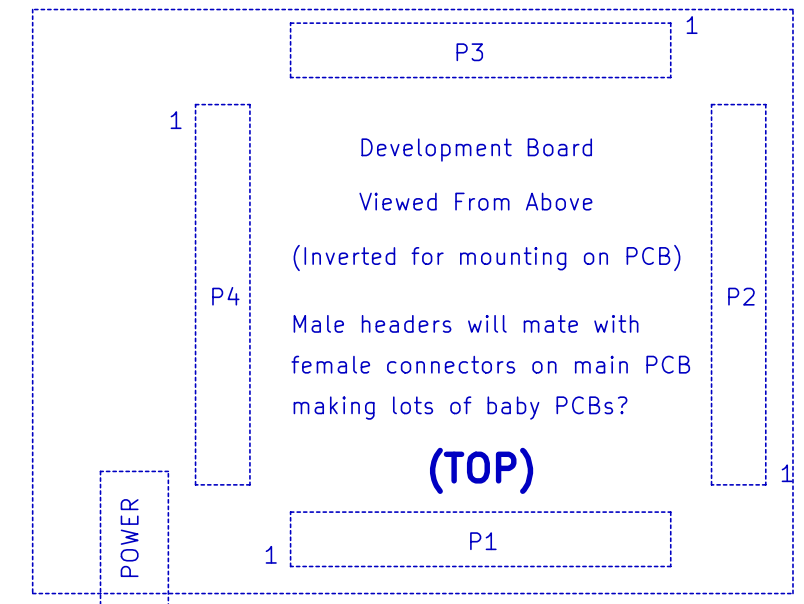 1
P3
1
Development Board
Viewed From Above
(Inverted for mounting on PCB)
P4
P2
Male headers will mate with
female connectors on main PCB
making lots of baby PCBs?
(TOP)
1
POWER
1
P1